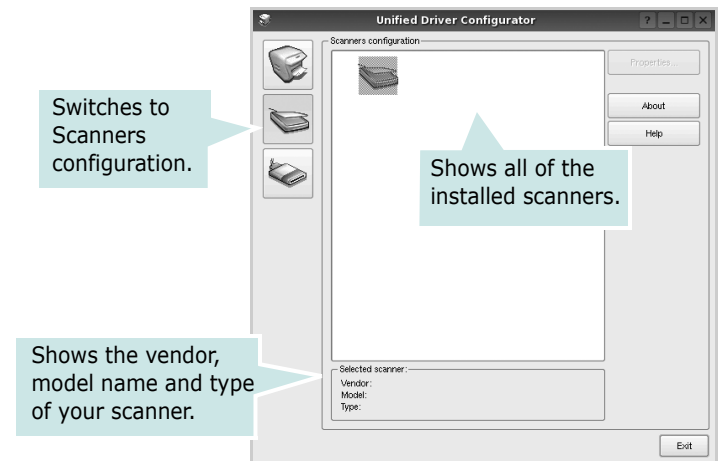 Unified Driver Configurator
Scanners configuration
Properties...
About
Help
Switches to
Scanners
configuration.
Shows all of the
installed scanners.
Shows the vendor,
model name and type
of your scanner.
Selected scanner:
Vendor:
Model:
Type:
Exit